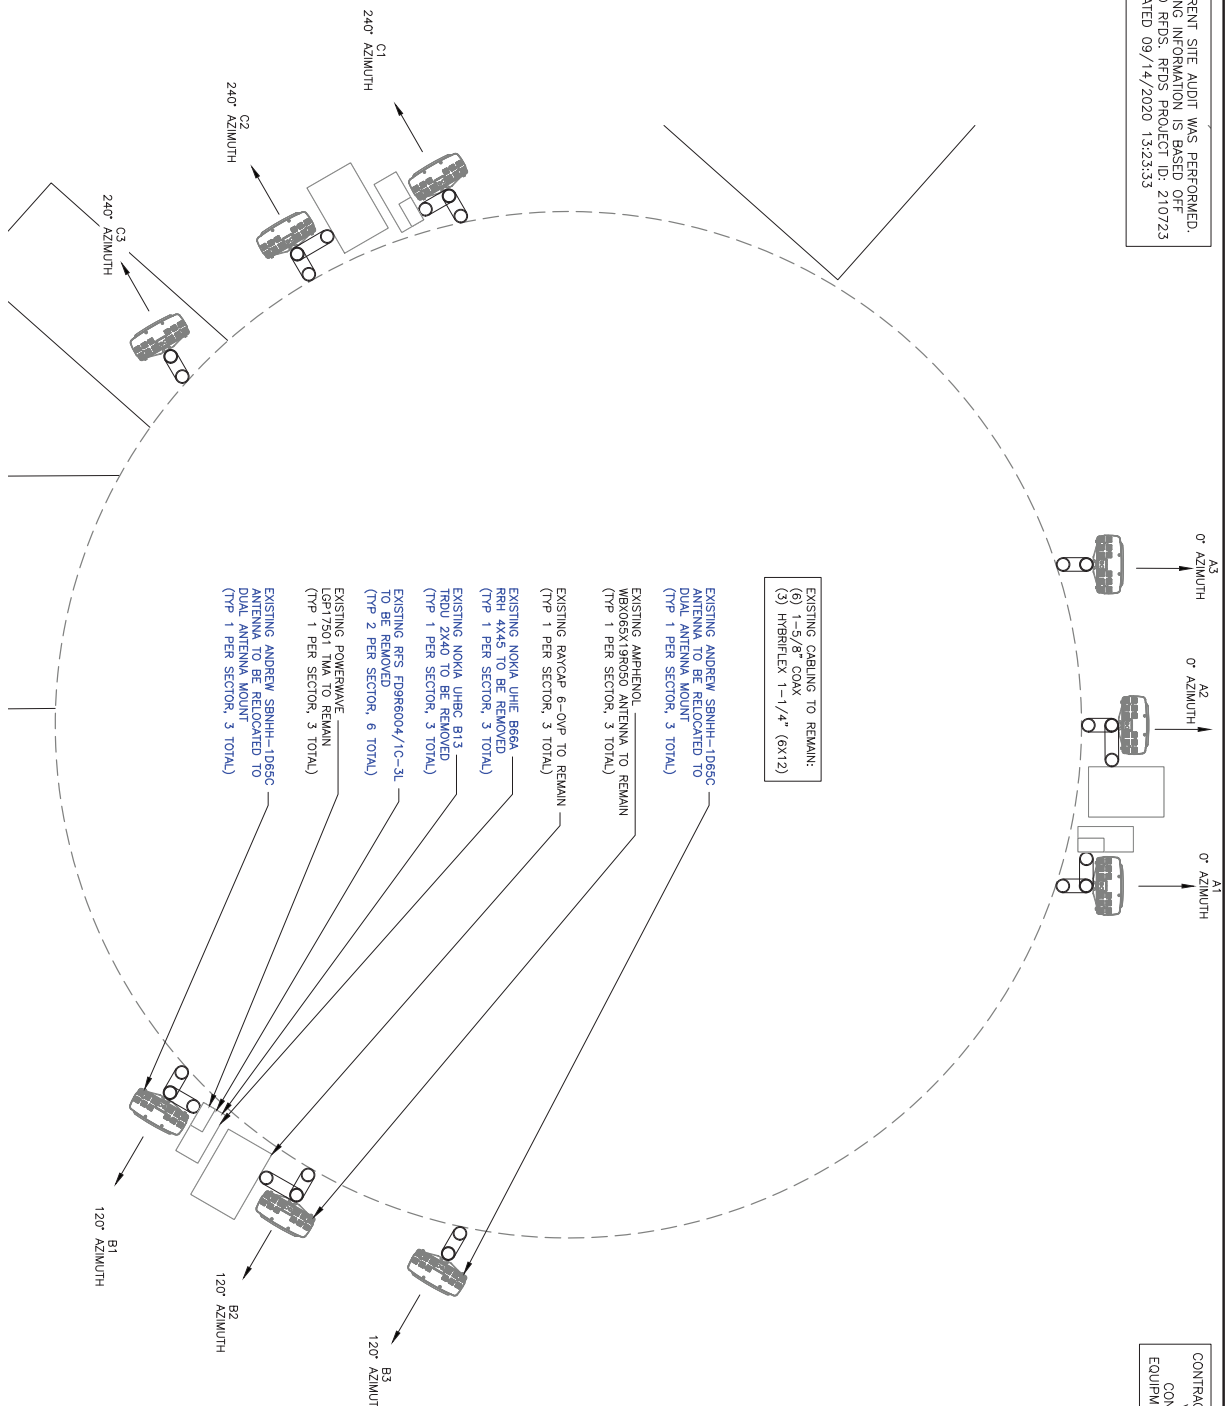 RENT SITE AUDIT WAS PERFORMED.
NG INFORMATION IS BASED OFF
RFDS. RFDS PROJECT ID: 210723
ATED 09/14/2020 13:23:33
C1
240° AZIMUTH
C2
240° AZIMUTH
C3
240° AZIMUTH
A3
0° AZIMUTH
A2
0° AZIMUTH
A1
0° AZIMUTH
EXISTING CABLING TO REMAIN:
(6) 1-5/8" COAX
(3) HYBRIFLEX 1-1/4" (6X12)
EXISTING ANDREW SBNHH-1D65C
ANTENNA TO BE RELOCATED TO
DUAL ANTENNA MOUNT
(TYP 1 PER SECTOR, 3 TOTAL)
EXISTING AMPHENOL
WBX065X19R050 ANTENNA TO REMAIN
(TYP 1 PER SECTOR, 3 TOTAL)
EXISTING RAYCAP 6-OVP TO REMAIN
(TYP 1 PER SECTOR, 3 TOTAL)
EXISTING NOKIA UHIE B66A
RRH 4X45 TO BE REMOVED
(TYP 1 PER SECTOR, 3 TOTAL)
EXISTING NOKIA UHBC B13
TRDU 2X40 TO BE REMOVED
(TYP 1 PER SECTOR, 3 TOTAL)
EXISTING RFS FD9R6004/1C-3L
TO BE REMOVED
(TYP 2 PER SECTOR, 6 TOTAL)
EXISTING POWERWAVE
LGP17501 TMA TO REMAIN
(TYP 1 PER SECTOR, 3 TOTAL)
EXISTING ANDREW SBNHH-1D65C
ANTENNA TO BE RELOCATED TO
DUAL ANTENNA MOUNT
(TYP 1 PER SECTOR, 3 TOTAL)
B1
120° AZIMUTH
B2
120° AZIMUTH
B3
120° AZIMUT
CONTRAC
CON
EQUIPM